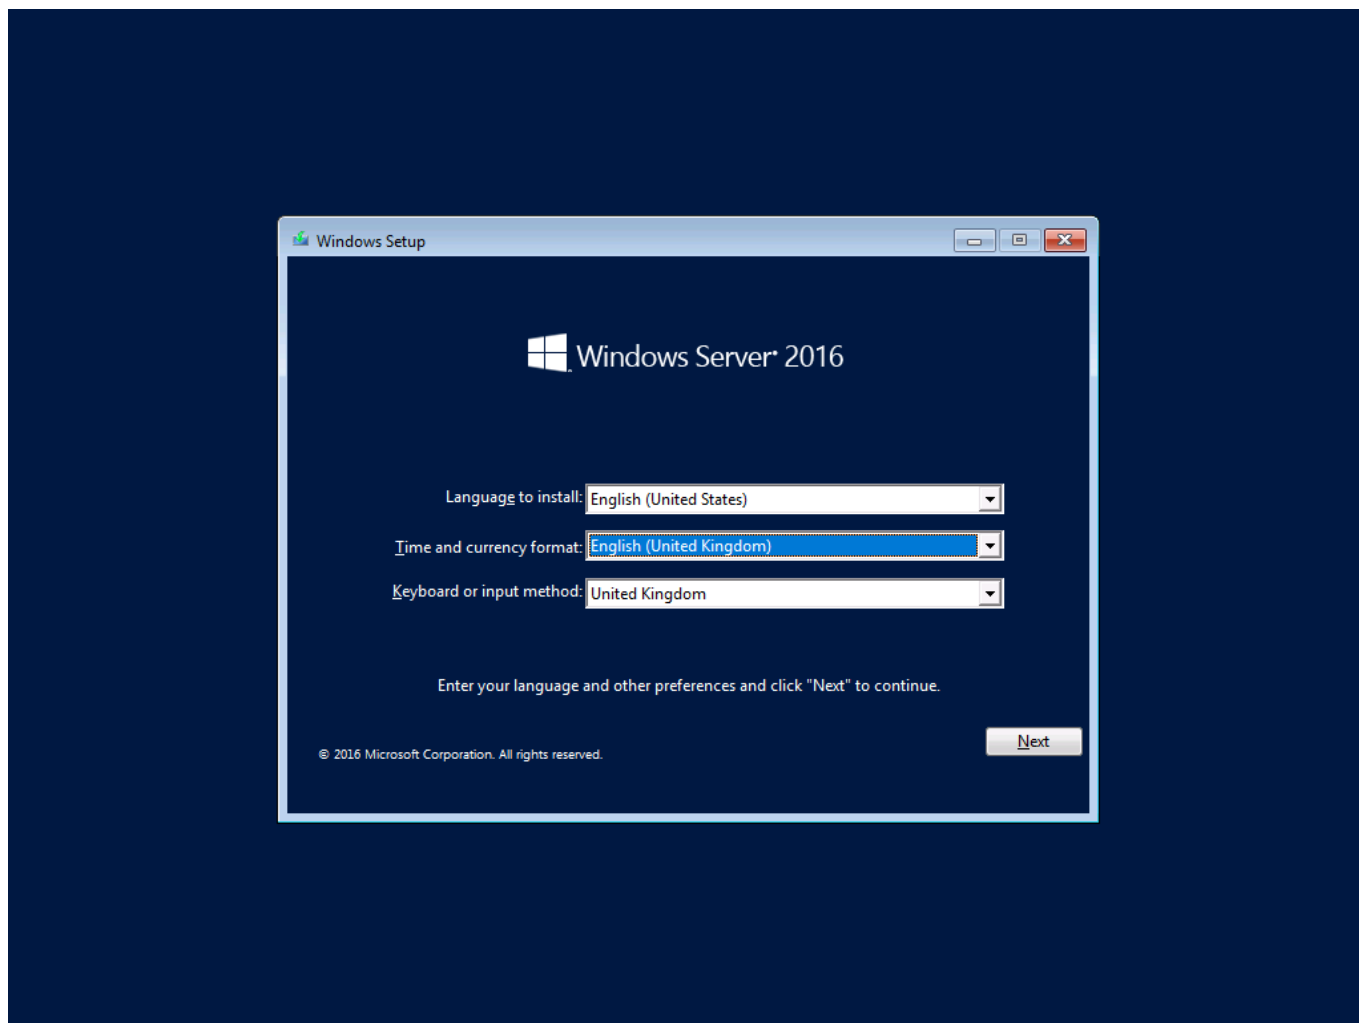 Windows Setup
Windows Server® 2016
Language to install: English (United States)
Time and currency format: English (United Kingdom)
Keyboard or input method: United Kingdom
Enter your language and other preferences and click "Next" to continue.
Next
© 2016 Microsoft Corporation. All rights reserved.